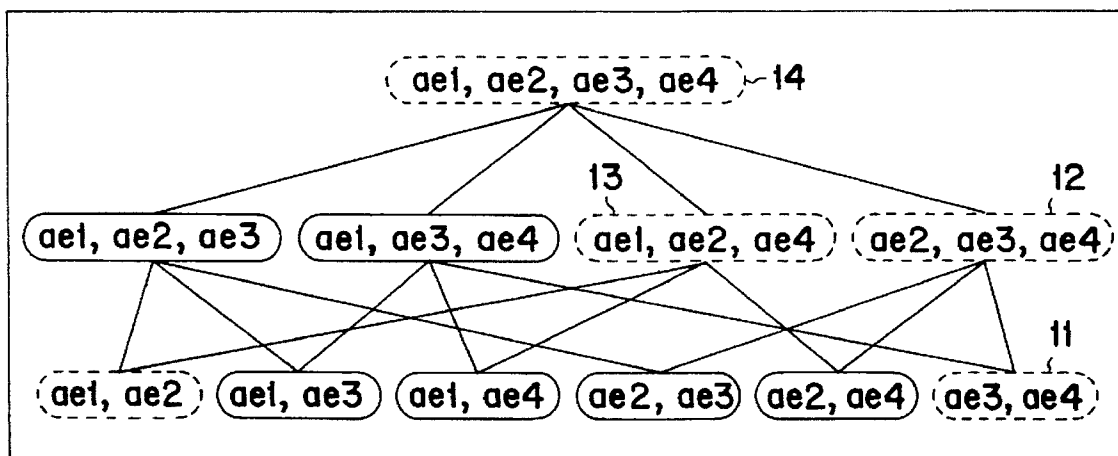 ae1, ae2, ae3, ae4 14
13 12
ae1, ae2, ae3 ae1, ae3, ae4 ae1, ae2, ae4 ae2, ae3, ae4
11
ae1, ae2 ae1, ae3 ae1, ae4 ae2, ae3 ae2, ae4 ae3, ae4